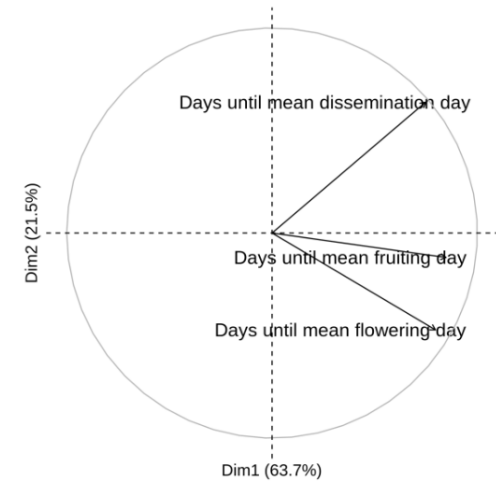 Days until mean dissemination day
Dim2 (21.5%)
Days until mean fruiting day
Days until mean flowering day
Dim1 (63.7%)